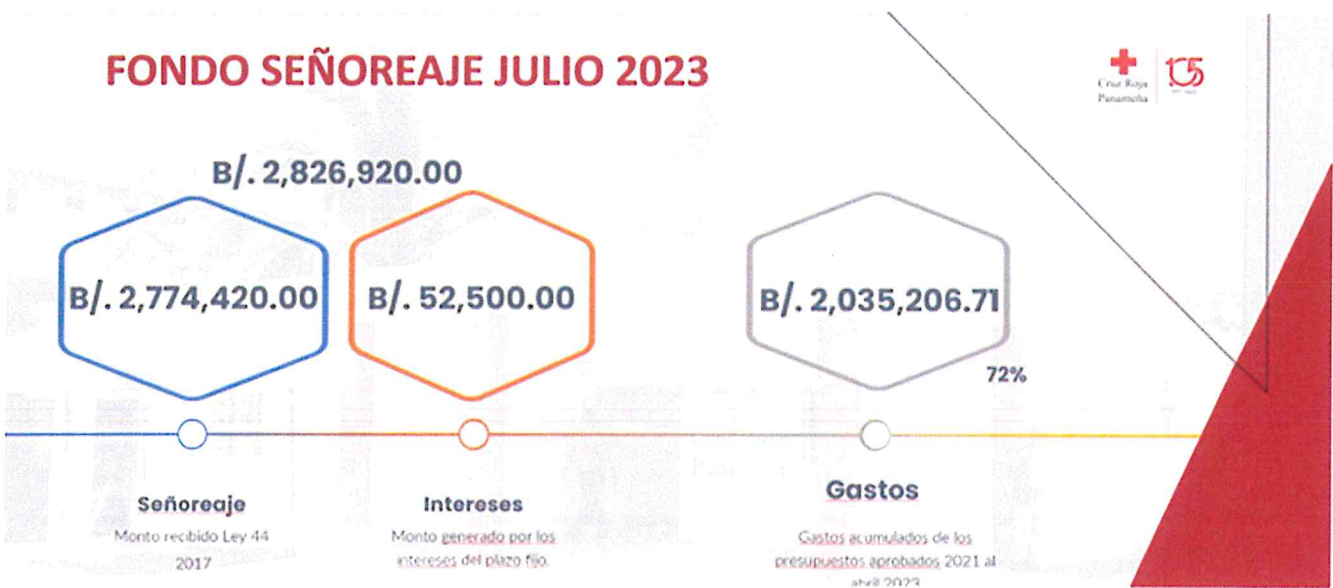 FONDO SEÑOREAJE JULIO 2023
Cruz Roja
Panameña
B/. 2,826,920.00
B/. 2,774,420.00
B/. 52,500.00
B/. 2,035,206.71
72%
Señoreaje
Monto recibido Ley 44
2017
Intereses
Monto generado por los
intereses del plazo fijo.
Gastos
Gastos acumulados de los
presupuestos aprobados 2021 al
abril 2023